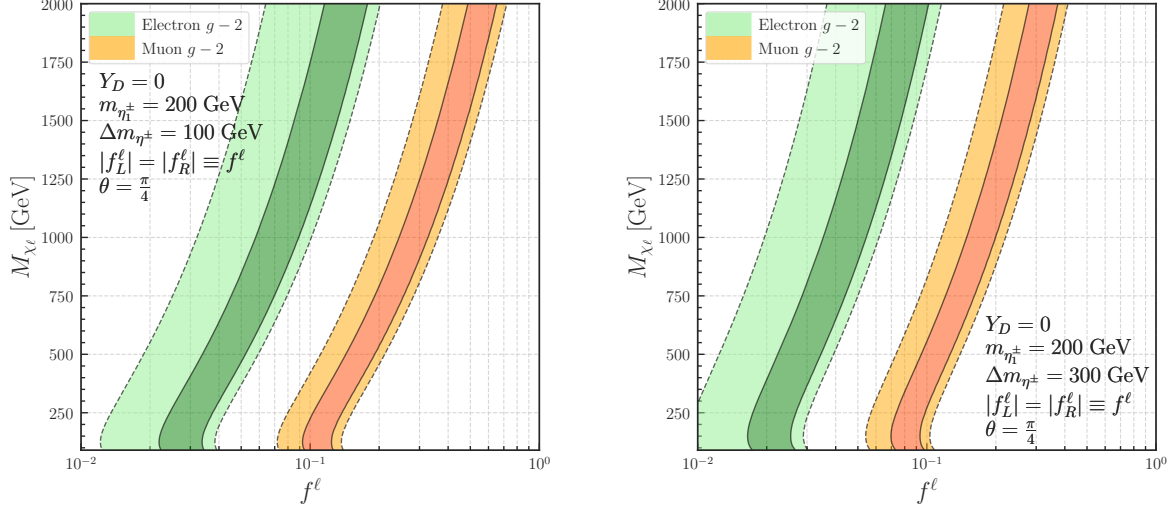 2000
1750
1500
1250
1000
750
500
250
M_{χ_ℓ} [GeV]
Electron g − 2
Muon g − 2
Y_D = 0
m_{η_1^±} = 200 GeV
Δm_{η^±} = 100 GeV
|f_L^ℓ| = |f_R^ℓ| ≡ f^ℓ
θ = π/4
10^{−2}
10^{−1}
10^0
f^ℓ
2000
1750
1500
1250
1000
750
500
250
M_{χ_ℓ} [GeV]
Electron g − 2
Muon g − 2
Y_D = 0
m_{η_1^±} = 200 GeV
Δm_{η^±} = 300 GeV
|f_L^ℓ| = |f_R^ℓ| ≡ f^ℓ
θ = π/4
10^{−2}
10^{−1}
10^0
f^ℓ